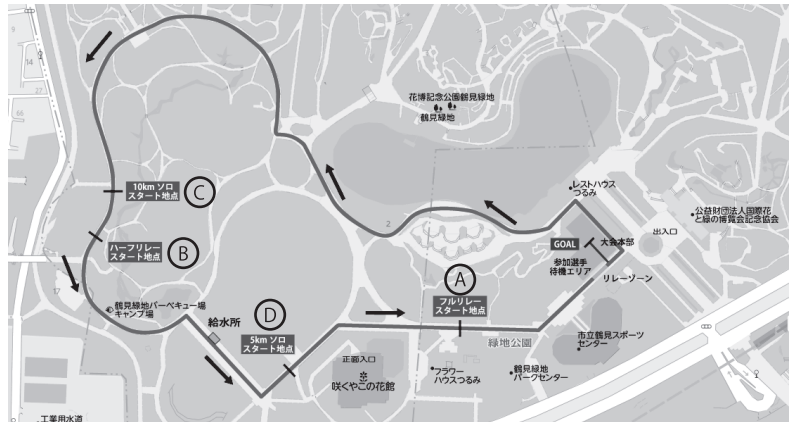 14
27
66
花博記念公園鶴見緑地
鶴見緑地
10km ソロ
スタート地点
C
レストハウス
つるみ
公益財団法人国際花
と緑の博覧会記念協会
出入口
2
ハーフリレー
スタート地点
B
GOAL
大会本部
参加選手
待機エリア
リレーゾーン
A
フルリレー
スタート地点
17
鶴見緑地バーベキュー場
キャンプ場
給水所
D
5km ソロ
スタート地点
緑地公園
市立鶴見スポーツ
センター
正面入口
咲くやこの花館
フラワー
ハウスつるみ
鶴見緑地
パークセンター
工業用水道